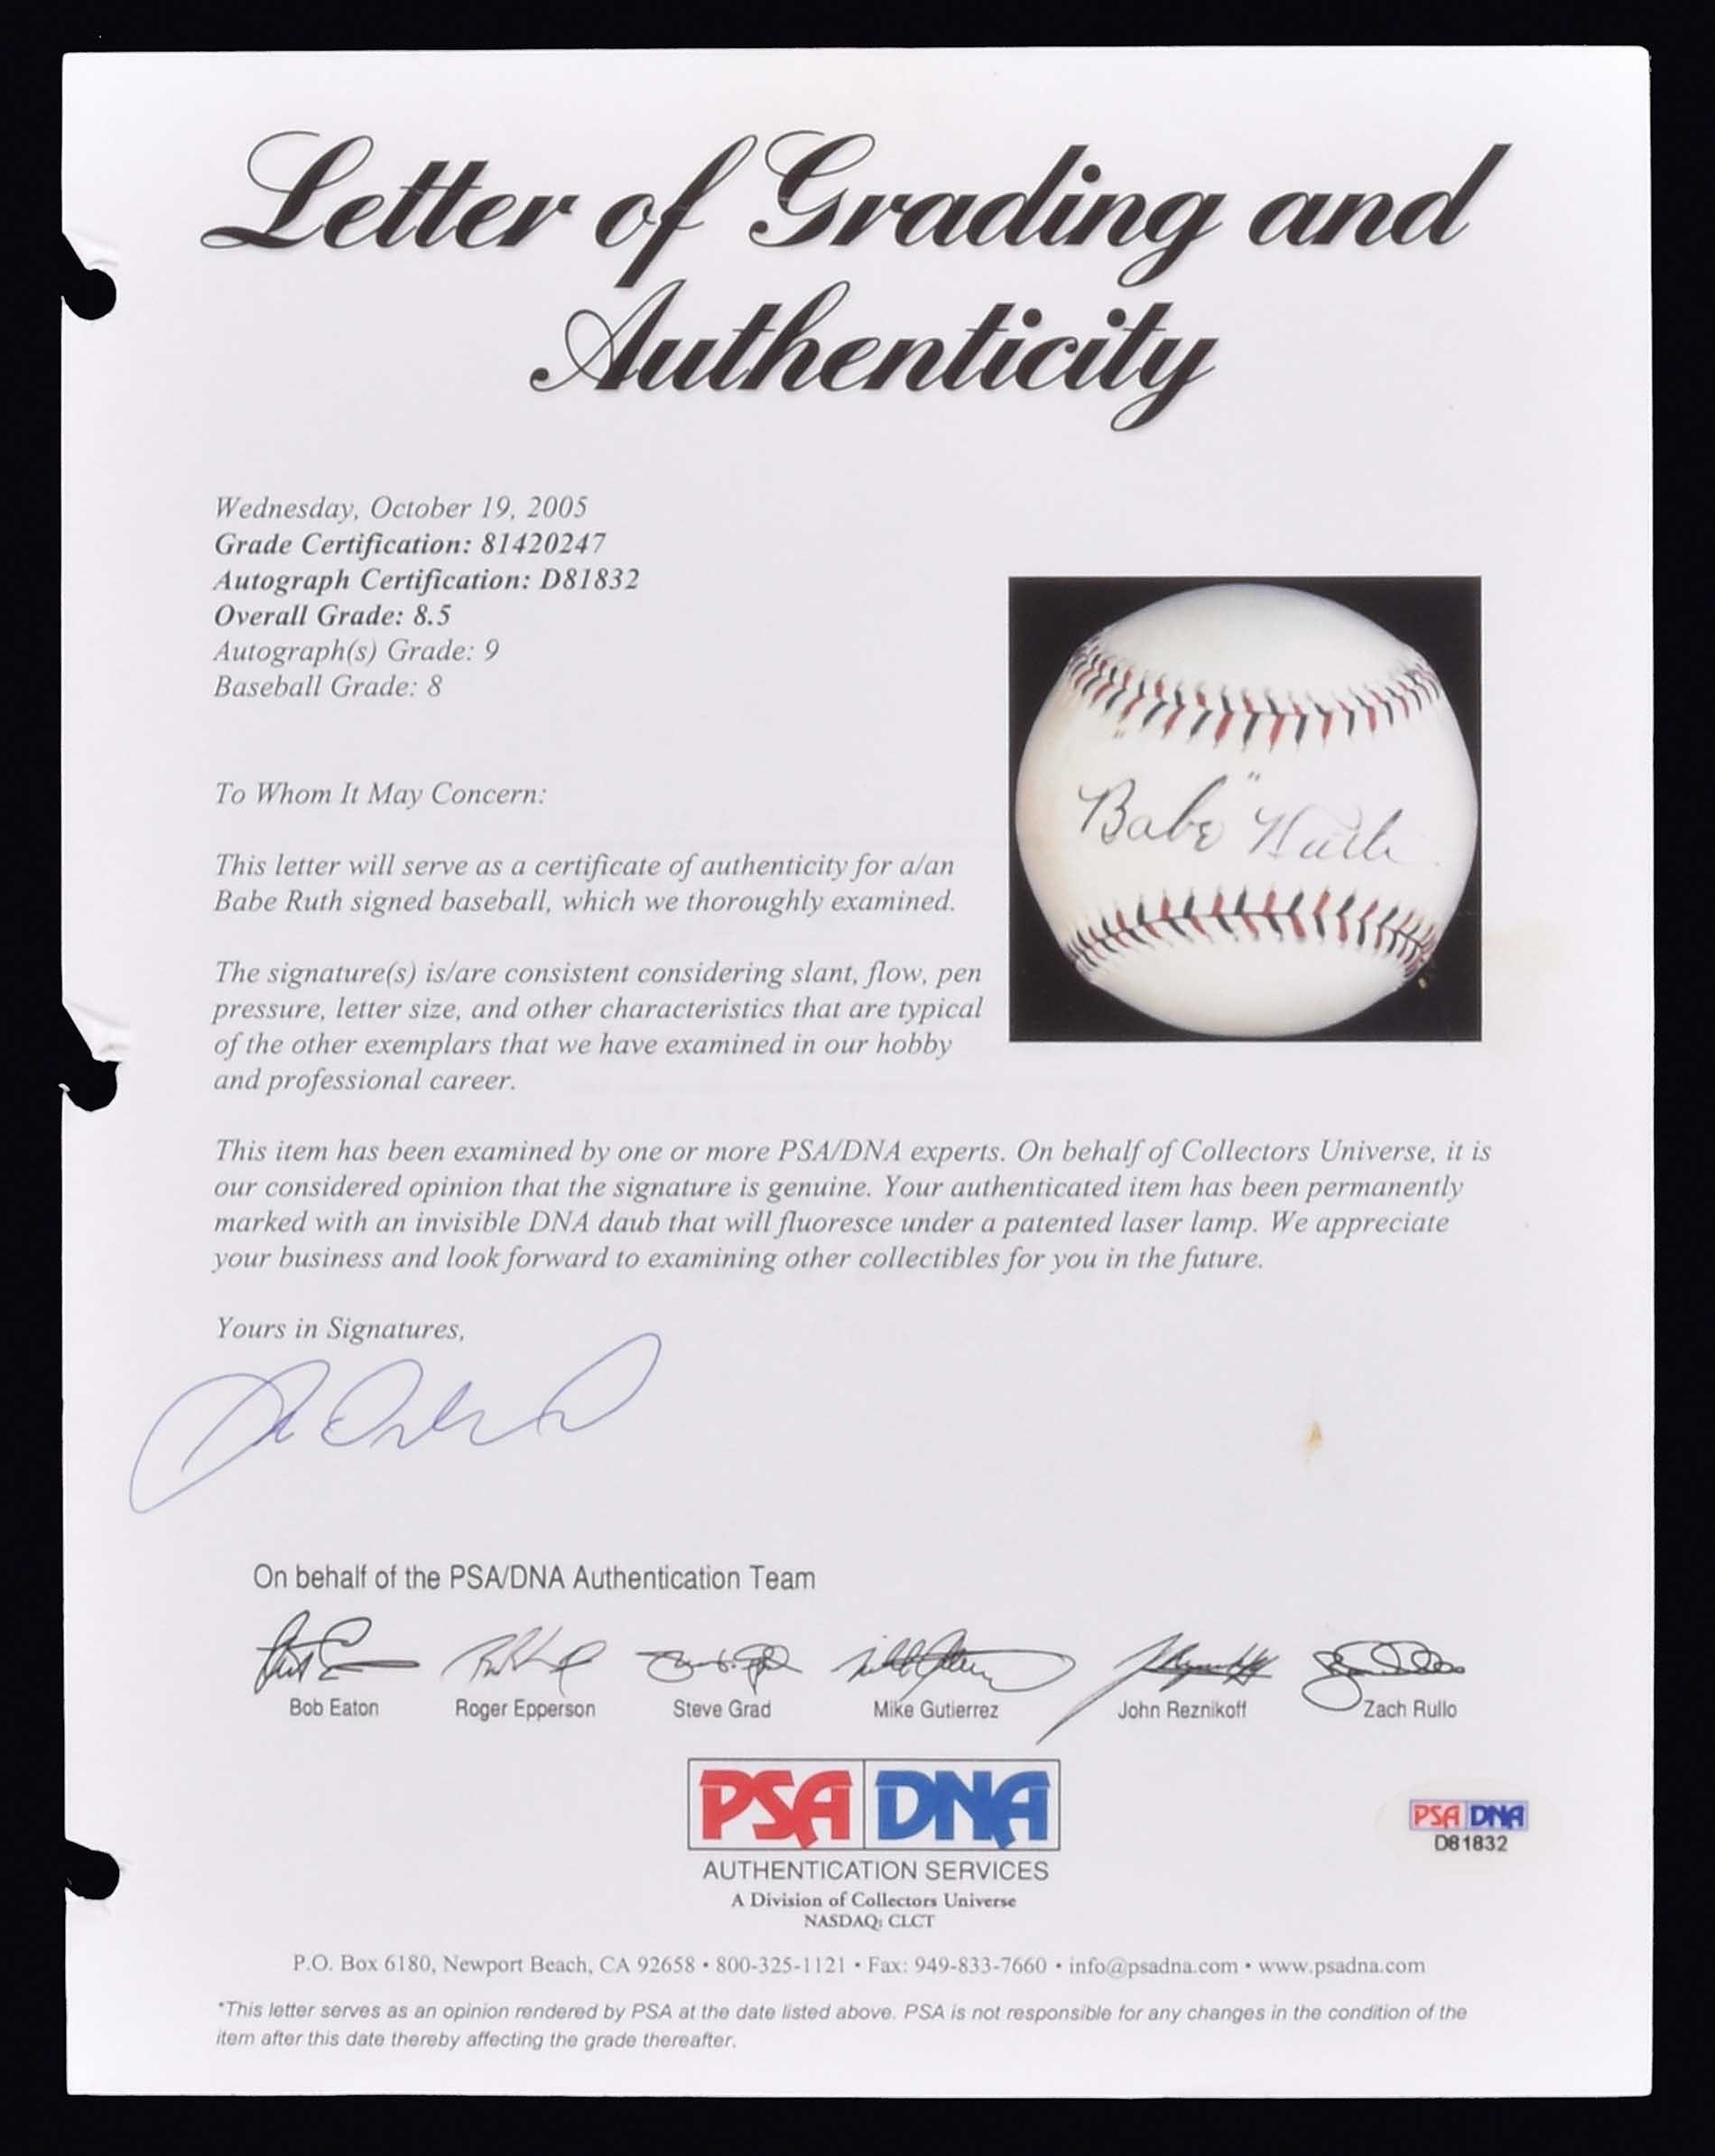 Letter of Grading and
Authenticity
Wednesday, October 19, 2005
Grade Certification: 81420247
Autograph Certification: D81832
Overall Grade: 8.5
Autograph(s) Grade: 9
Baseball Grade: 8
To Whom It May Concern:
This letter will serve as a certificate of authenticity for a/an
Babe Ruth signed baseball, which we thoroughly examined.
"Babe" Ruth
The signature(s) is/are consistent considering slant, flow, pen
pressure, letter size, and other characteristics that are typical
of the other exemplars that we have examined in our hobby
and professional career.
This item has been examined by one or more PSA/DNA experts. On behalf of Collectors Universe, it is
our considered opinion that the signature is genuine. Your authenticated item has been permanently
marked with an invisible DNA daub that will fluoresce under a patented laser lamp. We appreciate
your business and look forward to examining other collectibles for you in the future.
Yours in Signatures,
On behalf of the PSA/DNA Authentication Team
Bob Eaton Roger Epperson Steve Grad Mike Gutierrez John Reznikoff Zach Rullo
PSA DNA
AUTHENTICATION SERVICES
A Division of Collectors Universe
NASDAQ: CLCT
PSA DNA
D81832
P.O. Box 6180, Newport Beach, CA 92658 • 800-325-1121 • Fax: 949-833-7660 • info@psadna.com • www.psadna.com
*This letter serves as an opinion rendered by PSA at the date listed above. PSA is not responsible for any changes in the condition of the
item after this date thereby affecting the grade thereafter.